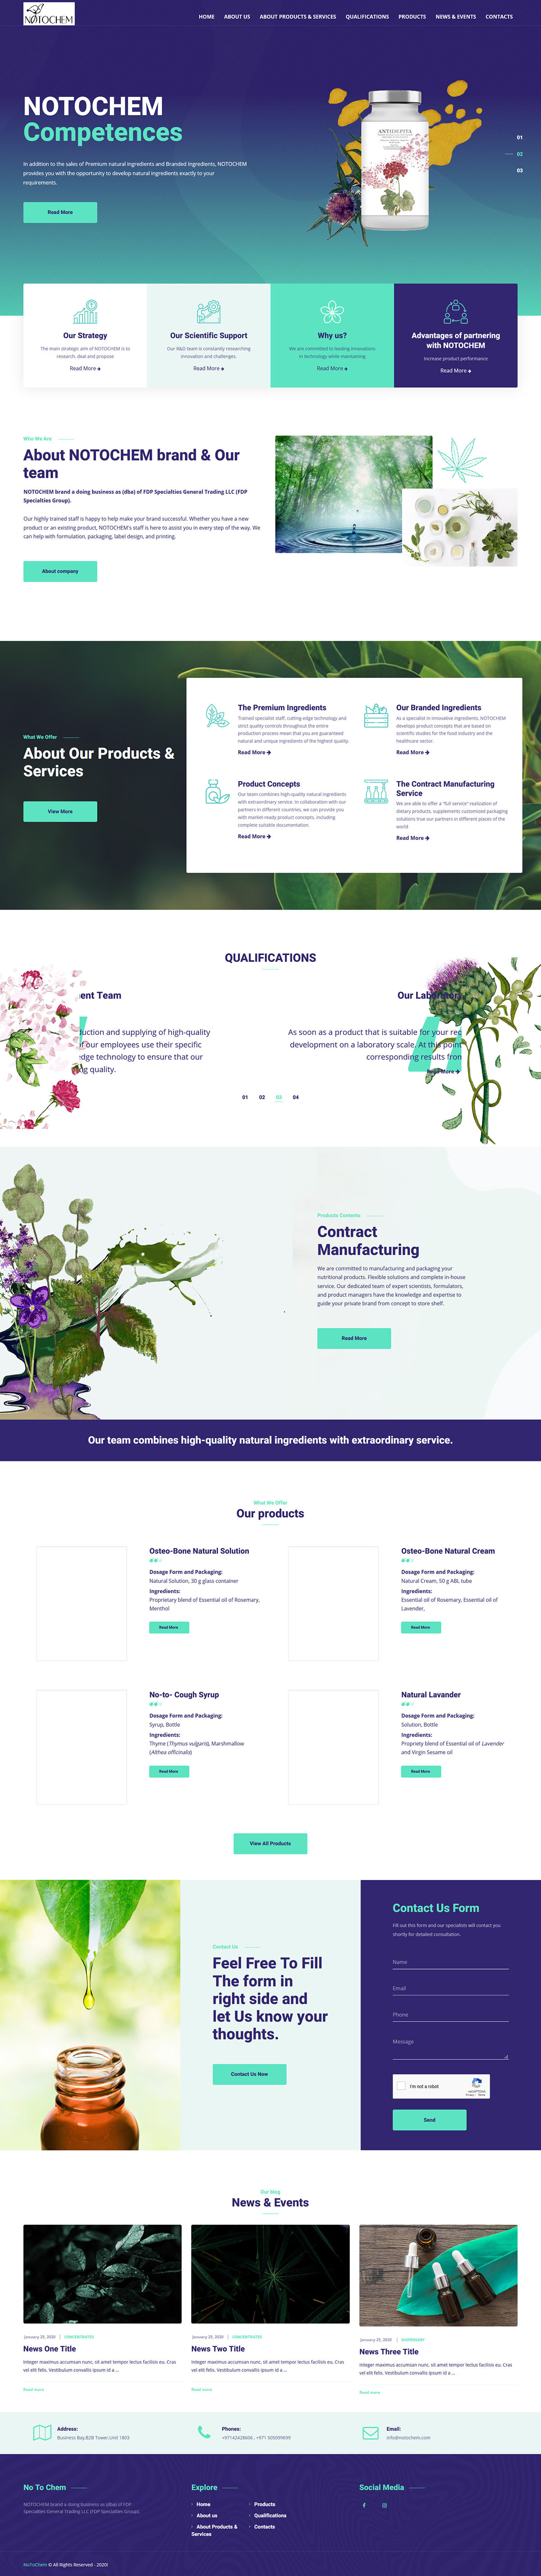 NOTOCHEM
HOME
ABOUT US
ABOUT PRODUCTS & SERVICES
QUALIFICATIONS
PRODUCTS
NEWS & EVENTS
CONTACTS
NOTOCHEM
Competences
In addition to the sales of Premium natural Ingredients and Branded Ingredients, NOTOCHEM
provides you with the opportunity to develop natural ingredients exactly to your
requirements.
Read More
ANTIDEPITA
01
02
03
Our Strategy
The main strategic aim of NOTOCHEM is to
research, deal and propose
Read More
Our Scientific Support
Our R&D team is constantly researching
innovation and challenges.
Read More
Why us?
We are committed to leading innovations
in technology while maintaining
Read More
Advantages of partnering
with NOTOCHEM
Increase product performance
Read More
Who We Are
About NOTOCHEM brand & Our
team
NOTOCHEM brand a doing business as (dba) of FDP Specialties General Trading LLC (FDP
Specialties Group).
Our highly trained staff is happy to help make your brand successful. Whether you have a new
product or an existing product, NOTOCHEM's staff is here to assist you in every step of the way. We
can help with formulation, packaging, label design, and printing.
About company
What We Offer
About Our Products &
Services
View More
The Premium Ingredients
Trained specialist staff, cutting-edge technology and
strict quality controls throughout the entire
production process mean that you are guaranteed
natural and unique ingredients of the highest quality.
Read More
Our Branded Ingredients
As a specialist in innovative ingredients, NOTOCHEM
develops product concepts that are based on
scientific studies for the food industry and the
healthcare sector.
Read More
Product Concepts
Our team combines high-quality natural ingredients
with extraordinary service. In collaboration with our
partners in different countries, we can provide you
with market-ready product concepts, including
complete suitable documentation.
Read More
The Contract Manufacturing
Service
We are able to offer a "full service" realization of
dietary products, supplements customized packaging
solutions true our partners in different places of the
world
Read More
QUALIFICATIONS
ent Team
uction and supplying of high-quality
r our employees use their specific
edge technology to ensure that our
g quality.
Our Laboratory
As soon as a product that is suitable for your rec
development on a laboratory scale. At this point
corresponding results from
Read More
01
02
03
04
Products Contents
Contract
Manufacturing
We are committed to manufacturing and packaging your
nutritional products. Flexible solutions and complete in-house
service. Our dedicated team of expert scientists, formulators,
and product managers have the knowledge and expertise to
guide your private brand from concept to store shelf.
Read More
Our team combines high-quality natural ingredients with extraordinary service.
What We Offer
Our products
Osteo-Bone Natural Solution
Dosage Form and Packaging:
Natural Solution, 30 g glass container
Ingredients:
Proprietary blend of Essential oil of Rosemary,
Menthol
Read More
Osteo-Bone Natural Cream
Dosage Form and Packaging:
Natural Cream, 50 g ABL tube
Ingredients:
Essential oil of Rosemary, Essential oil of
Lavender,
Read More
No-to- Cough Syrup
Dosage Form and Packaging:
Syrup, Bottle
Ingredients:
Thyme (Thymus vulgaris), Marshmallow
(Althea officinalis)
Read More
Natural Lavander
Dosage Form and Packaging:
Solution, Bottle
Ingredients:
Propriety blend of Essential oil of Lavender
and Virgin Sesame oil
Read More
View All Products
Contact Us
Feel Free To Fill
The form in
right side and
let Us know your
thoughts.
Contact Us Now
Contact Us Form
Fill out this form and our specialists will contact you
shortly for detailed consultation.
Name
Email
Phone
Message
I'm not a robot
reCAPTCHA
Privacy - Terms
Send
Our blog
News & Events
January 25, 2020
CONCENTRATES
News One Title
Integer maximus accumsan nunc, sit amet tempor lectus facilisis eu. Cras
vel elit felis. Vestibulum convallis ipsum id a ...
Read more
January 25, 2020
CONCENTRATES
News Two Title
Integer maximus accumsan nunc, sit amet tempor lectus facilisis eu. Cras
vel elit felis. Vestibulum convallis ipsum id a ...
Read more
January 25, 2020
DISPENSARY
News Three Title
Integer maximus accumsan nunc, sit amet tempor lectus facilisis eu. Cras
vel elit felis. Vestibulum convallis ipsum id a ...
Read more
Address:
Business Bay,B2B Tower,Unit 1803
Phones:
+97142428606 , +971 505099699
Email:
info@notochem.com
No To Chem
NOTOCHEM brand a doing business as (dba) of FDP
Specialties General Trading LLC (FDP Specialties Group).
Explore
Home
About us
About Products &
Services
Products
Qualifications
Contacts
Social Media
NoToChem © All Rights Reserved - 2020!